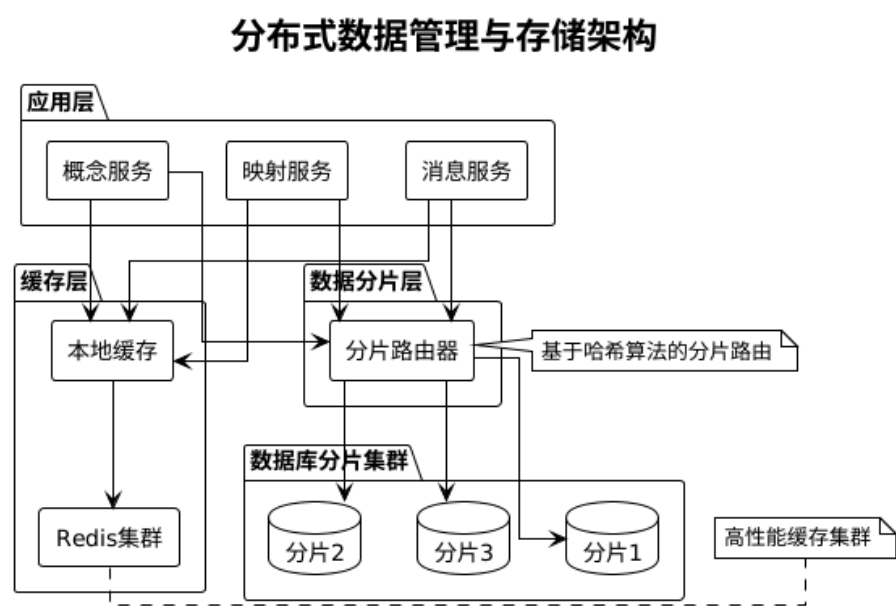 分布式数据管理与存储架构
应用层
概念服务
映射服务
消息服务
缓存层
数据分片层
本地缓存
分片路由器
基于哈希算法的分片路由
数据库分片集群
Redis集群
分片2
分片3
分片1
高性能缓存集群